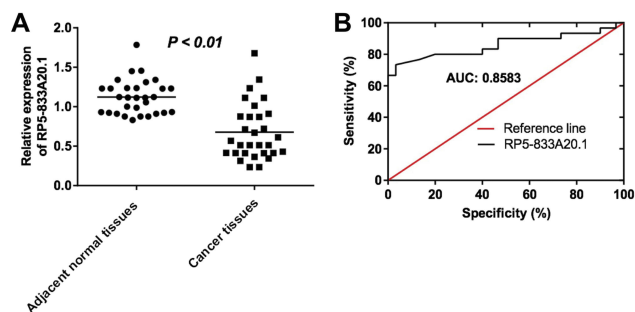 A
P < 0.01
Relative expression
of RP5-833A20.1
2.0
1.5
1.0
0.5
0.0
Adjacent normal tissues
Cancer tissues
B
Sensitivity (%)
100
80
60
40
20
0
AUC: 0.8583
Reference line
RP5-833A20.1
0
20
40
60
80
100
Specificity (%)